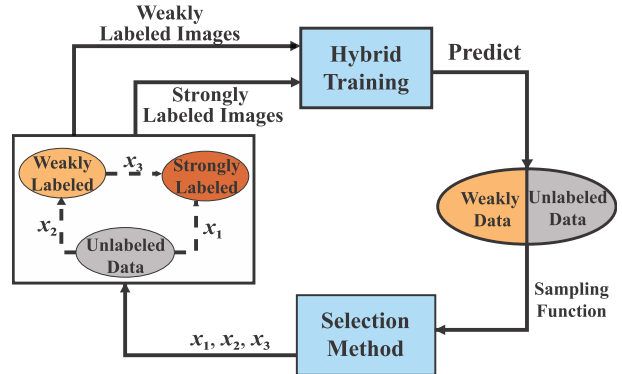 Weakly
Labeled Images
Hybrid
Training
Predict
Strongly
Labeled Images
Weakly
Labeled
x3
Strongly
Labeled
x2
x1
Unlabeled
Data
Weakly
Data
Unlabeled
Data
Sampling
Function
Selection
Method
x1, x2, x3